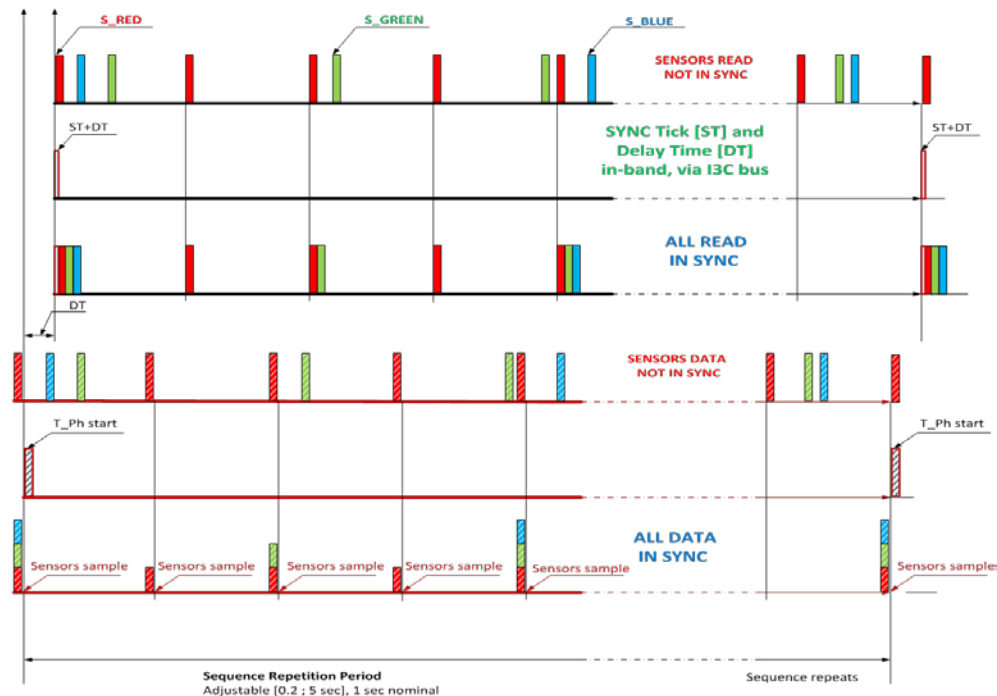 S_RED
S_GREEN
S_BLUE
SENSORS READ
NOT IN SYNC
ST+DT
SYNC Tick [ST] and
Delay Time [DT]
in-band, via I3C bus
ST+DT
ALL READ
IN SYNC
DT
SENSORS DATA
NOT IN SYNC
T_Ph start
T_Ph start
ALL DATA
IN SYNC
Sensors sample
Sensors sample
Sensors sample
Sensors sample
Sensors sample
Sensors samples
Sequence Repetition Period
Adjustable [0.2 ; 5 sec], 1 sec nominal
Sequence repeats